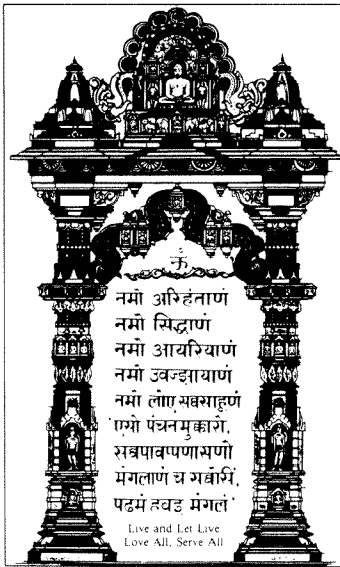 ॐ
नमो अरिहंताणं
नमो सिद्धाणं
नमो आयरियाणं
नमो उवज्झायाणं
नमो लोए सव्वसाहूणं
एसो पंचनमुक्कारो,
सव्वपावप्पणासणो
मंगलाणं च सव्वेसिं,
पढमं हवइ मंगलं
Live and Let Live
Love All, Serve All